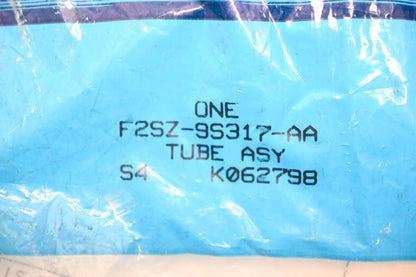 ONE
F2SZ-9S317-AA
TUBE ASY
S4 K062798